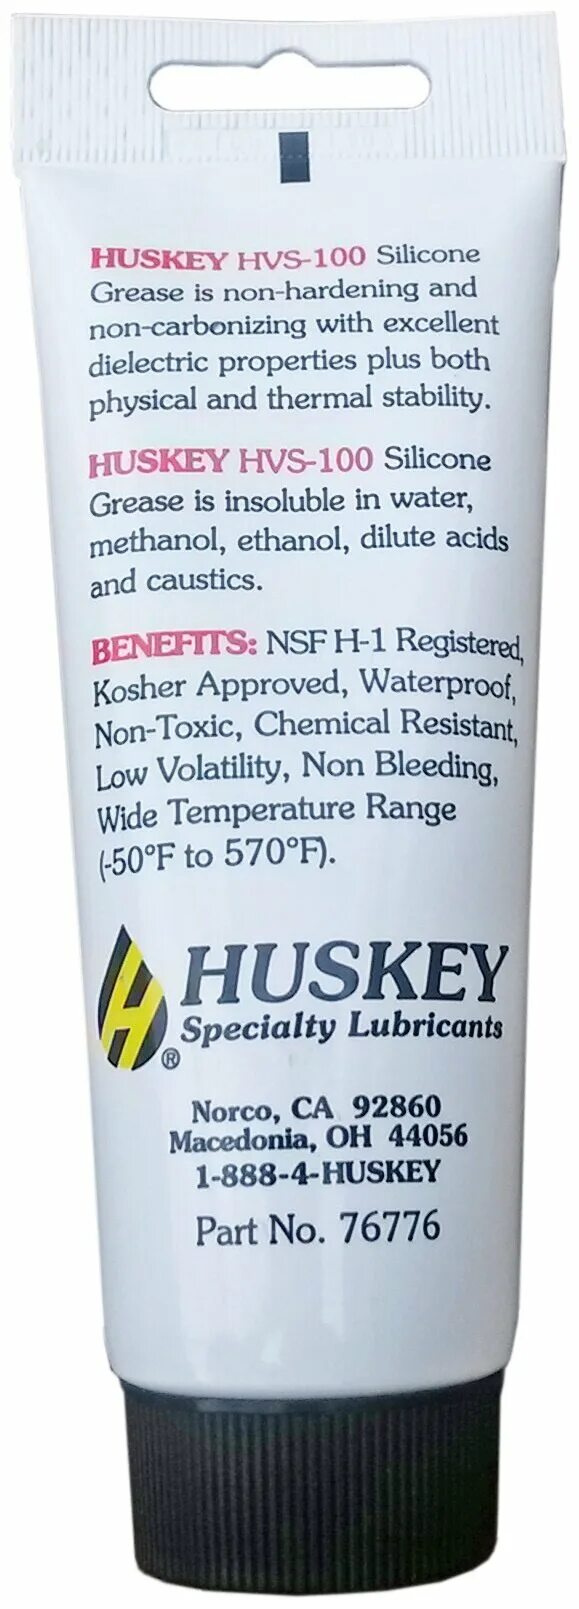 HUSKEY HVS-100 Silicone
Grease is non-hardening and
non-carbonizing with excellent
dielectric properties plus both
physical and thermal stability.
HUSKEY HVS-100 Silicone
Grease is insoluble in water,
methanol, ethanol, dilute acids
and caustics.
BENEFITS: NSF H-1 Registered,
Kosher Approved, Waterproof,
Non-Toxic, Chemical Resistant,
Low Volatility, Non Bleeding,
Wide Temperature Range
(-50°F to 570°F).
H ® HUSKEY
Specialty Lubricants
Norco, CA 92860
Macedonia, OH 44056
1-888-4-HUSKEY
Part No. 76776